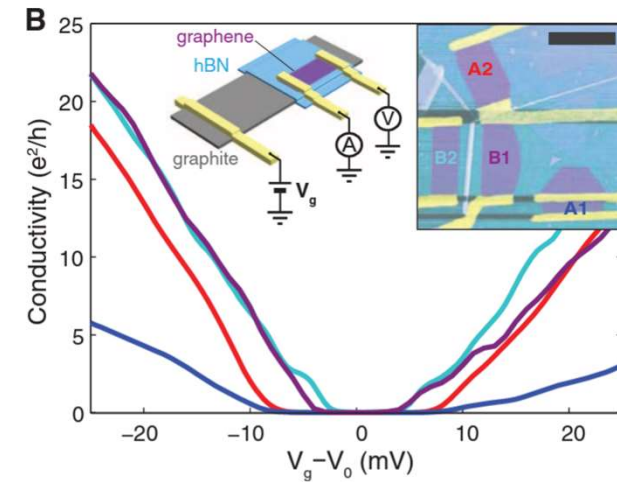 B
25
20
15
10
5
0
Conductivity (e²/h)
graphene
hBN
graphite
V
A
Vg
A2
B2
B1
A1
−20
−10
0
10
20
Vg−V0 (mV)